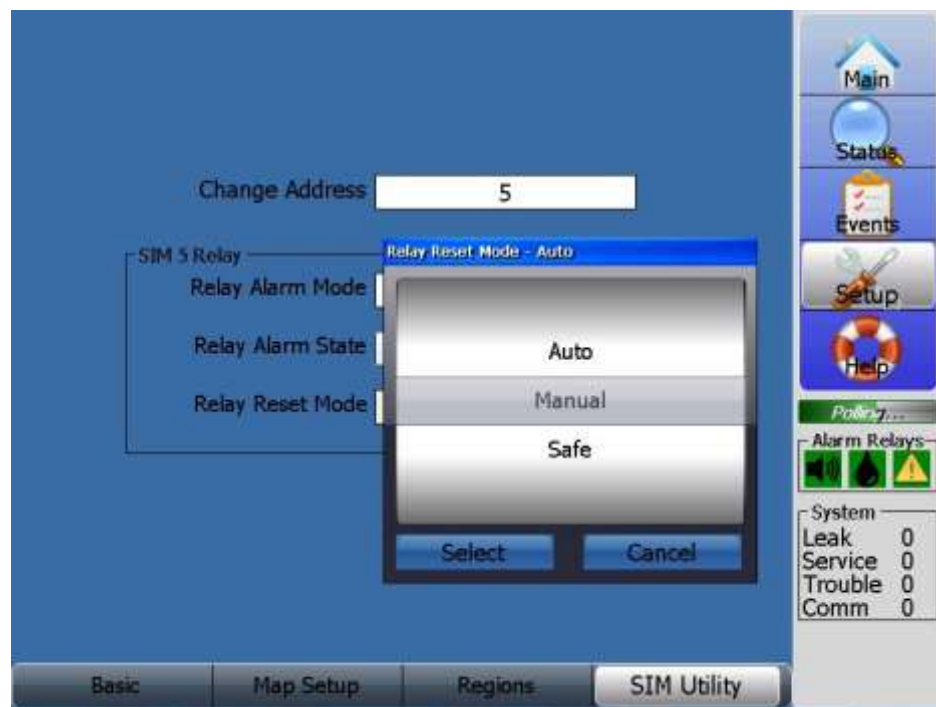 Change Address 5
SIM 5 Relay
Relay Alarm Mode
Relay Alarm State
Relay Reset Mode
Relay Reset Mode - Auto
Auto
Manual
Safe
Select Cancel
Basic Map Setup Regions SIM Utility
Main
Status
Events
Setup
Help
Polling...
Alarm Relays
System
Leak 0
Service 0
Trouble 0
Comm 0